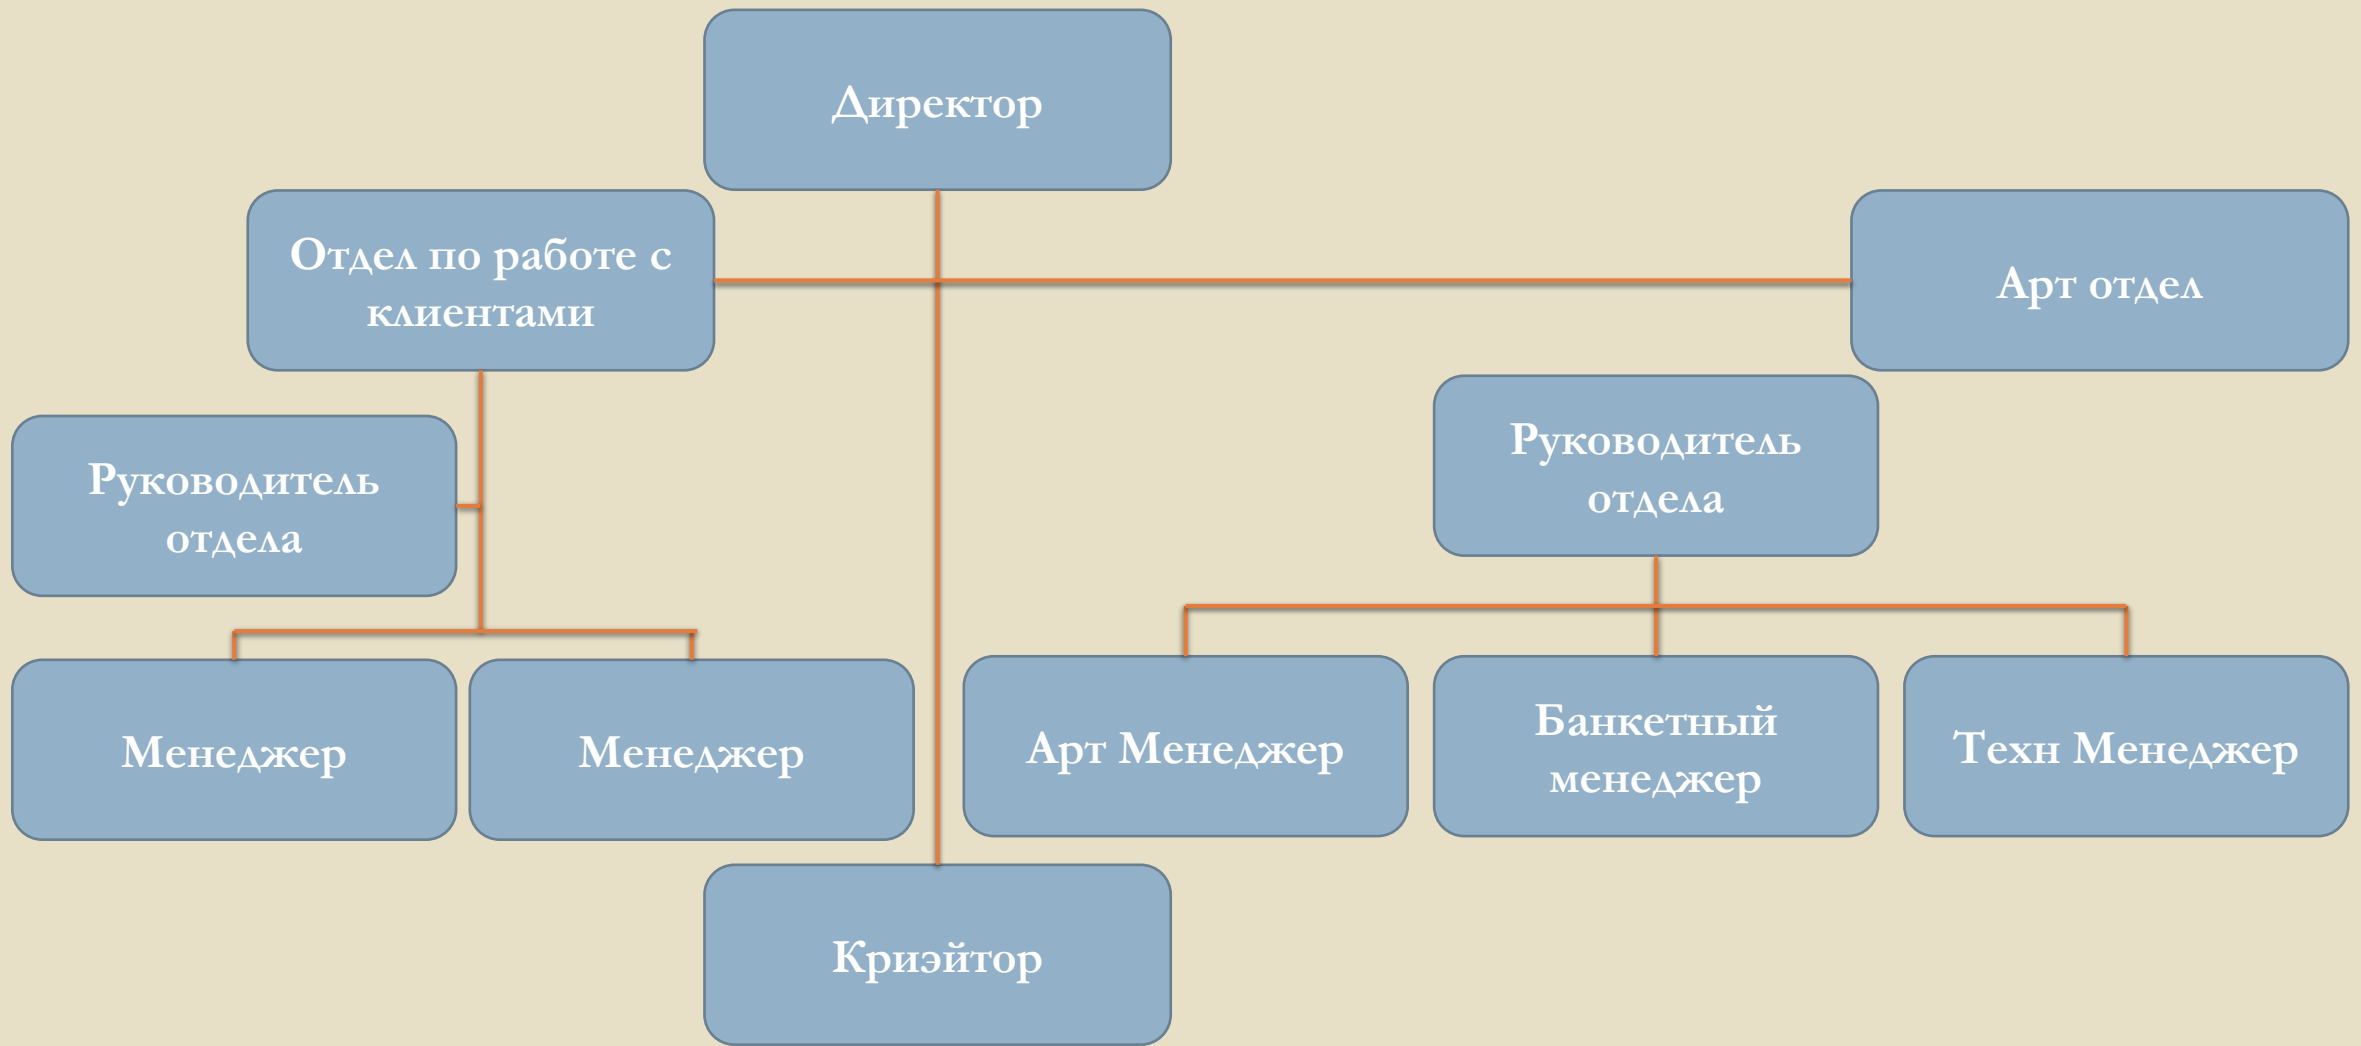 Директор
Отдел по работе с
клиентами
Арт отдел
Руководитель
отдела
Руководитель
отдела
Менеджер
Менеджер
Арт Менеджер
Банкетный
менеджер
Техн Менеджер
Криэйтор